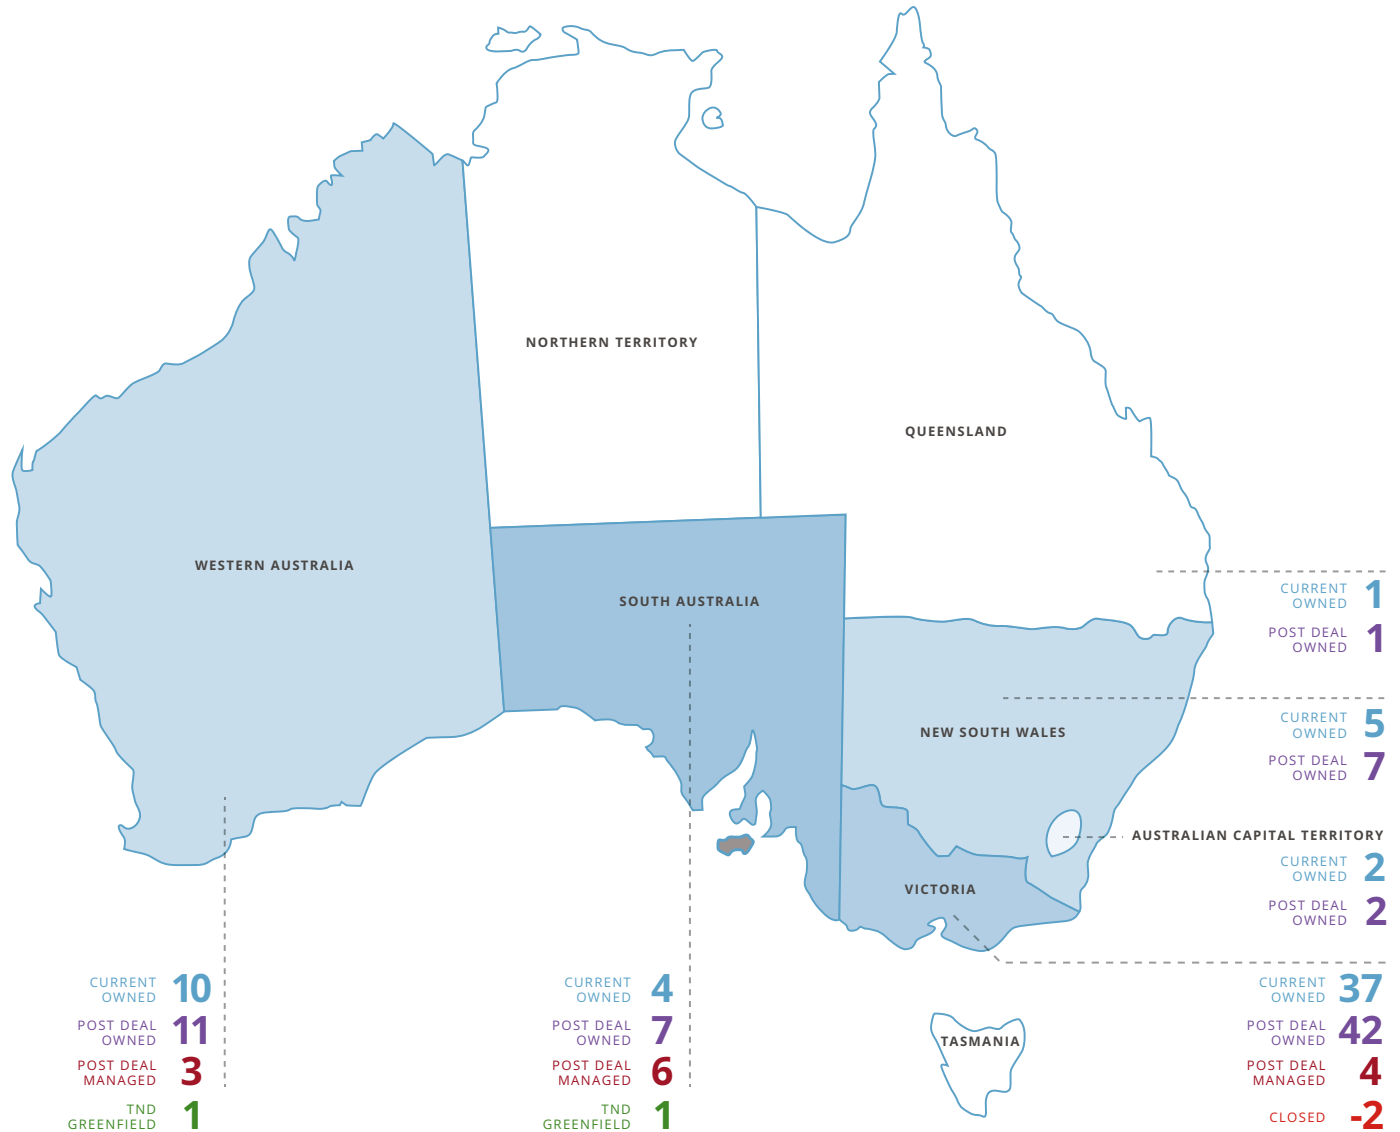 NORTHERN TERRITORY
QUEENSLAND
WESTERN AUSTRALIA
SOUTH AUSTRALIA
CURRENT
OWNED 1
POST DEAL
OWNED 1
NEW SOUTH WALES
CURRENT
OWNED 5
POST DEAL
OWNED 7
AUSTRALIAN CAPITAL TERRITORY
CURRENT
OWNED 2
POST DEAL
OWNED 2
VICTORIA
CURRENT
OWNED 10
POST DEAL
OWNED 11
POST DEAL
MANAGED 3
TND
GREENFIELD 1
CURRENT
OWNED 4
POST DEAL
OWNED 7
POST DEAL
MANAGED 6
TND
GREENFIELD 1
TASMANIA
CURRENT
OWNED 37
POST DEAL
OWNED 42
POST DEAL
MANAGED 4
CLOSED -2